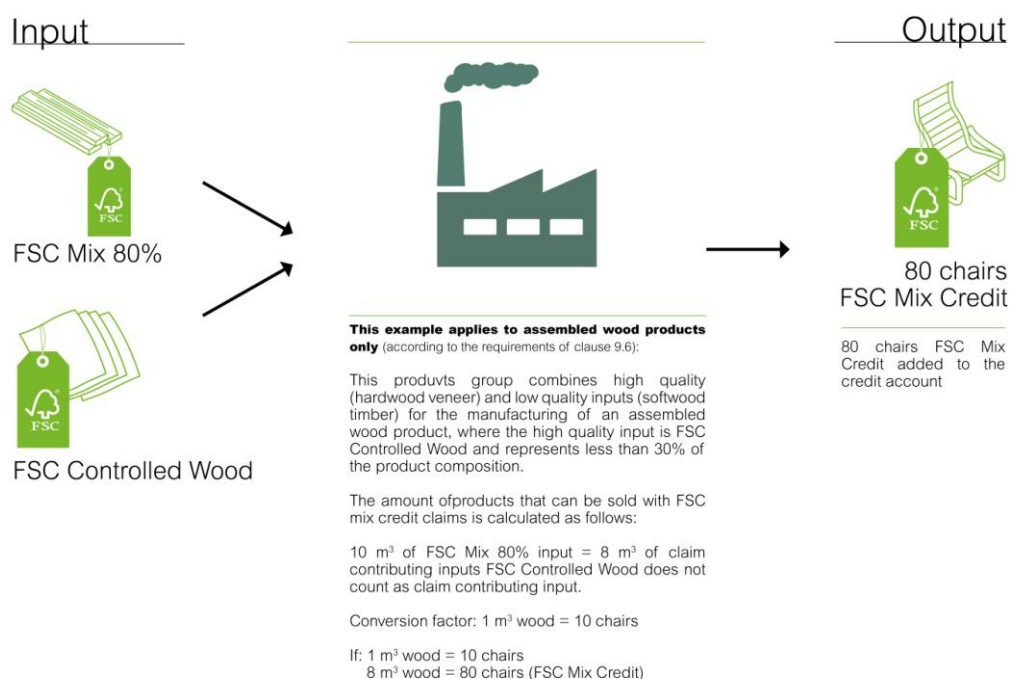 Input
Output
FSC
FSC Mix 80%
FSC
FSC Controlled Wood
This example applies to assembled wood products
only (according to the requirements of clause 9.6):
This produvts group combines high quality
(hardwood veneer) and low quality inputs (softwood
timber) for the manufacturing of an assembled
wood product, where the high quality input is FSC
Controlled Wood and represents less than 30% of
the product composition.
The amount ofproducts that can be sold with FSC
mix credit claims is calculated as follows:
10 m³ of FSC Mix 80% input = 8 m³ of claim
contributing inputs FSC Controlled Wood does not
count as claim contributing input.
Conversion factor: 1 m³ wood = 10 chairs
If: 1 m³ wood = 10 chairs
8 m³ wood = 80 chairs (FSC Mix Credit)
FSC
80 chairs
FSC Mix Credit
80 chairs FSC Mix
Credit added to the
credit account